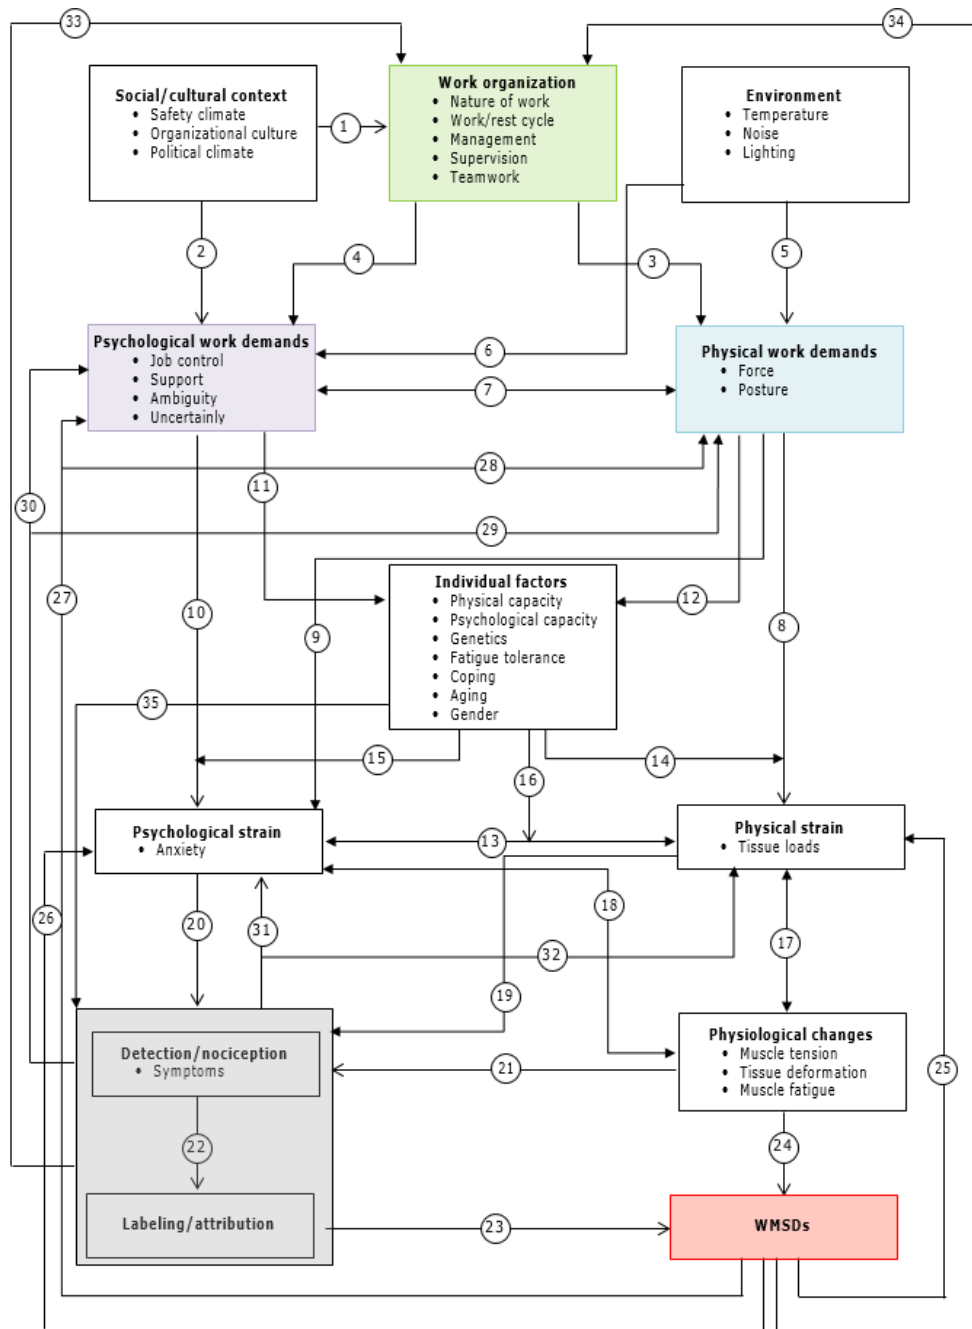 33
34
Social/cultural context
• Safety climate
• Organizational culture
• Political climate
1
Work organization
• Nature of work
• Work/rest cycle
• Management
• Supervision
• Teamwork
Environment
• Temperature
• Noise
• Lighting
2
4
3
5
Psychological work demands
• Job control
• Support
• Ambiguity
• Uncertainly
6
7
Physical work demands
• Force
• Posture
28
11
30
29
27
10
9
12
8
Individual factors
• Physical capacity
• Psychological capacity
• Genetics
• Fatigue tolerance
• Coping
• Aging
• Gender
35
15
16
14
Psychological strain
• Anxiety
13
Physical strain
• Tissue loads
26
20
31
18
32
17
19
Detection/nociception
• Symptoms
21
Physiological changes
• Muscle tension
• Tissue deformation
• Muscle fatigue
25
22
24
Labeling/attribution
23
WMSDs